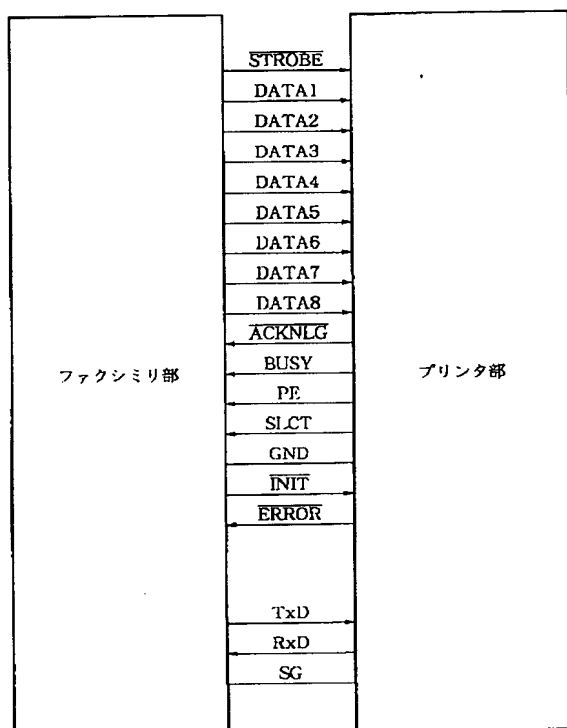 STROBE
DATA1
DATA2
DATA3
DATA4
DATA5
DATA6
DATA7
DATA8
ACKNLG
BUSY
ファクシミリ部
プリンタ部
PE
SLCT
GND
INIT
ERROR
TxD
RxD
SG